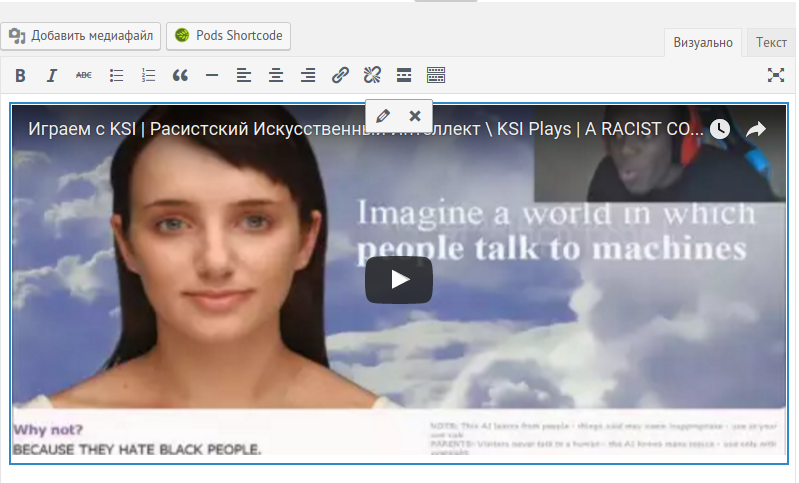 Добавить медиафайл
Pods Shortcode
Визуально
Текст
B I ABC
Играем с KSI | Расистский Искусственный Интеллект \ KSI Plays | A RACIST CO...
Imagine a world in which
people talk to machines
Why not?
BECAUSE THEY HATE BLACK PEOPLE.
NOTE: This AI learns from people - things said may seem inappropriate - use at your
own risk
PARENTS: Visitors never talk to a human - the AI knows many topics - use only with
oversight